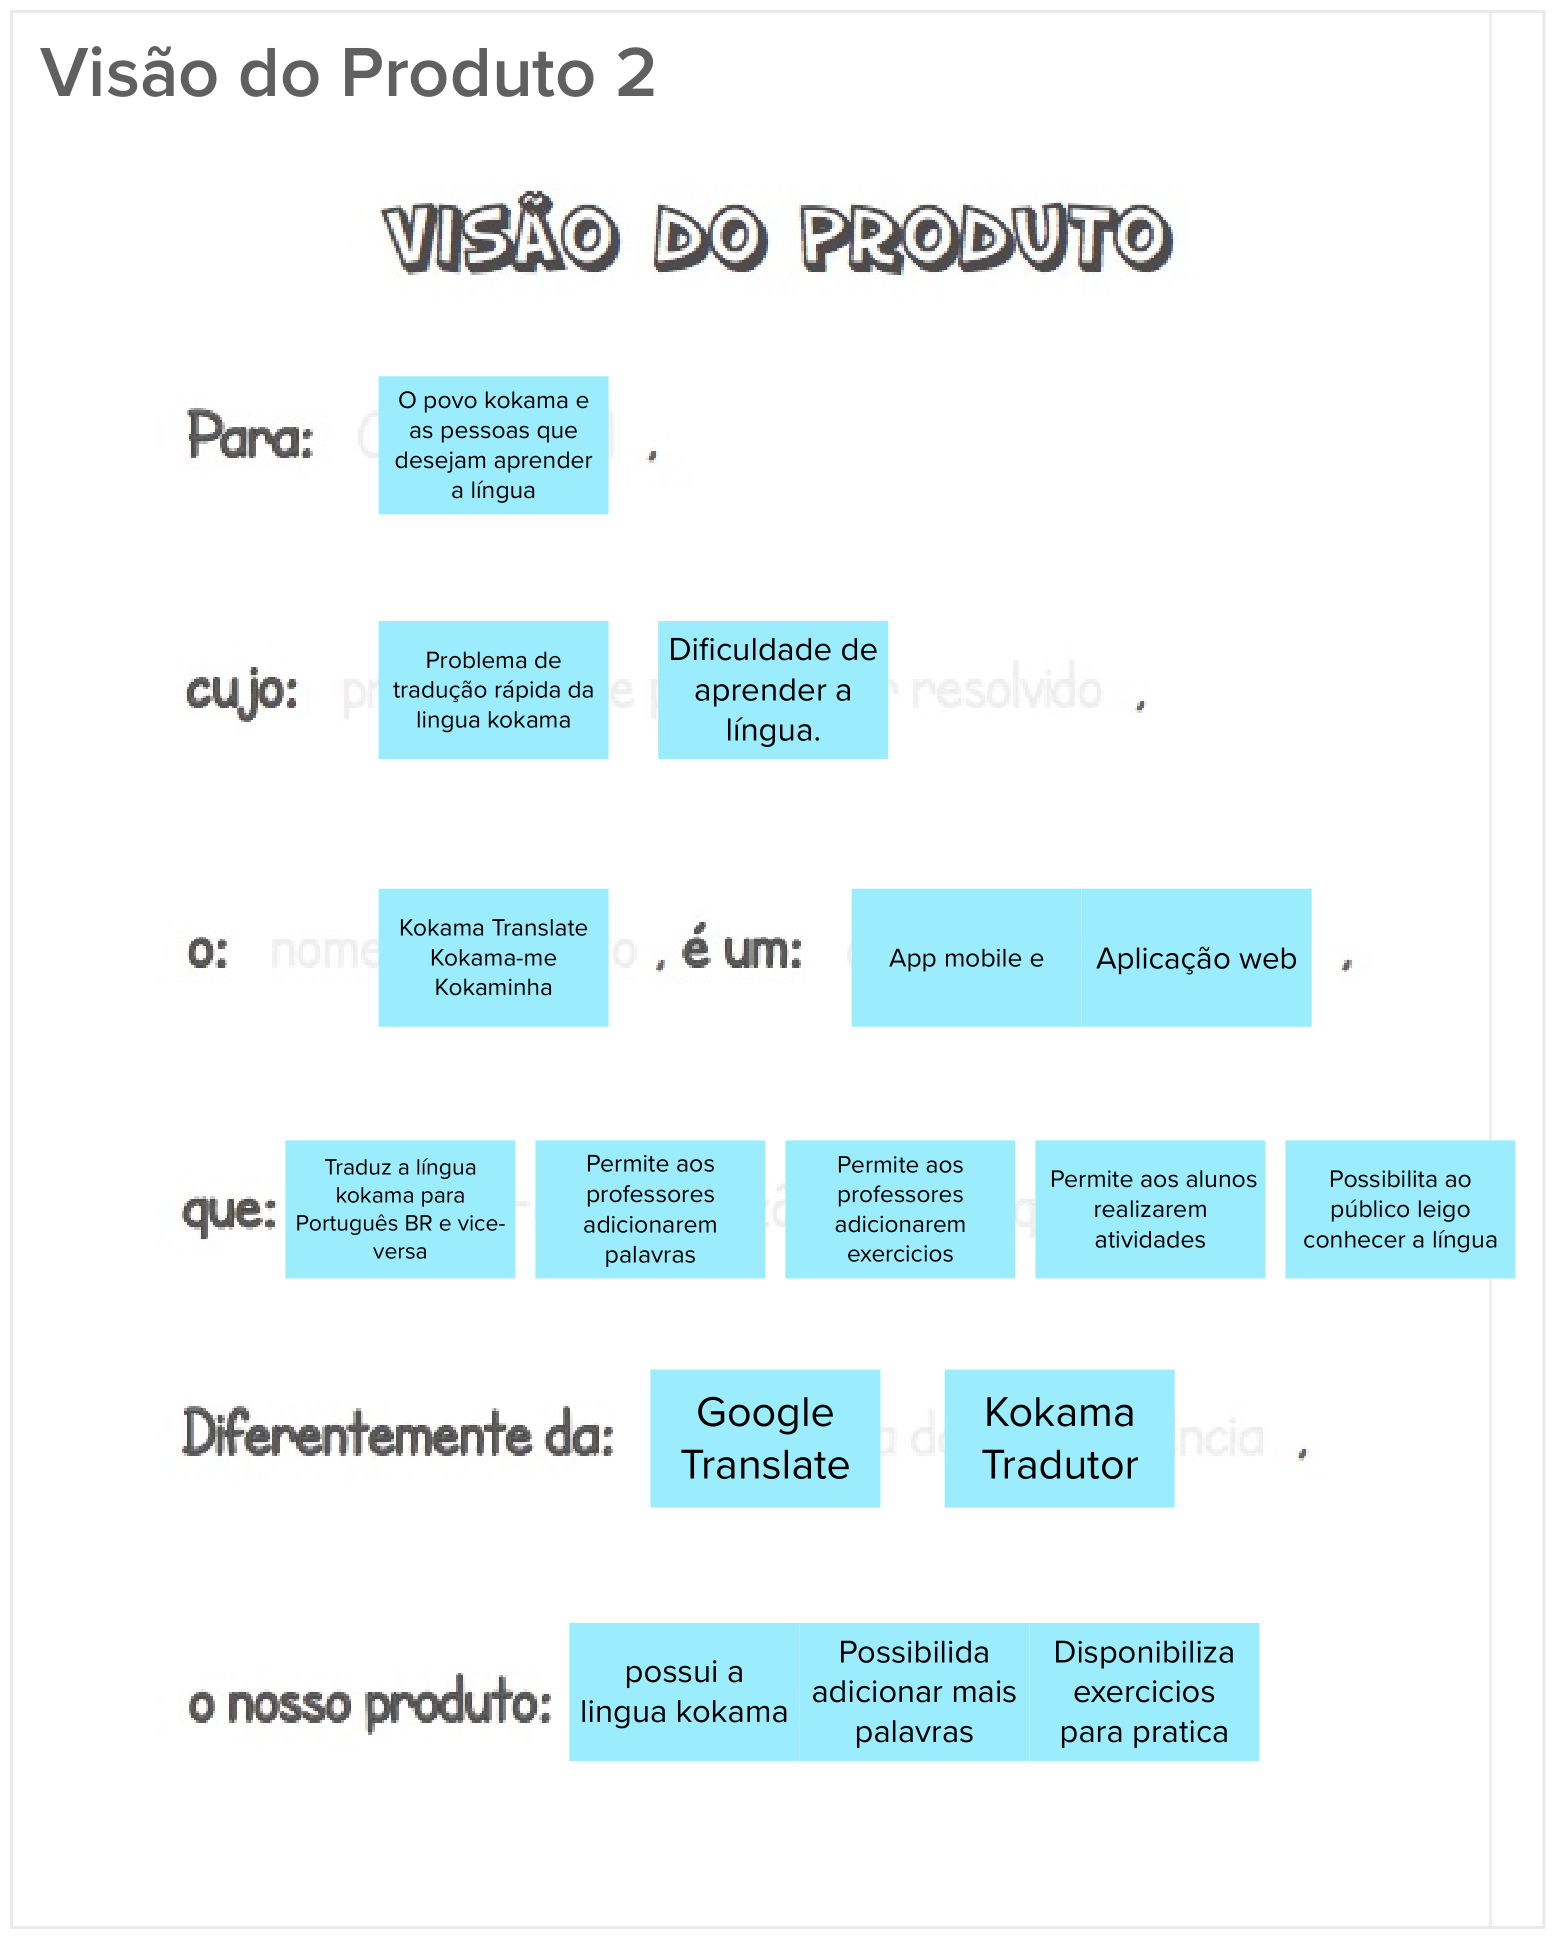 Visão do Produto 2
VISÃO DO PRODUTO
Para:
O povo kokama e
as pessoas que
desejam aprender
a língua
,
cujo:
Problema de
tradução rápida da
lingua kokama
Dificuldade de
aprender a
língua.
resolvido ,
o:
nome
Kokama Translate
Kokama-me
Kokaminha
, é um:
App mobile e
Aplicação web
,
que:
Traduz a língua
kokama para
Português BR e vice-
versa
Permite aos
professores
adicionarem
palavras
Permite aos
professores
adicionarem
exercicios
Permite aos alunos
realizarem
atividades
Possibilita ao
público leigo
conhecer a língua
Diferentemente da:
Google
Translate
Kokama
Tradutor
,
o nosso produto:
possui a
lingua kokama
Possibilida
adicionar mais
palavras
Disponibiliza
exercicios
para pratica